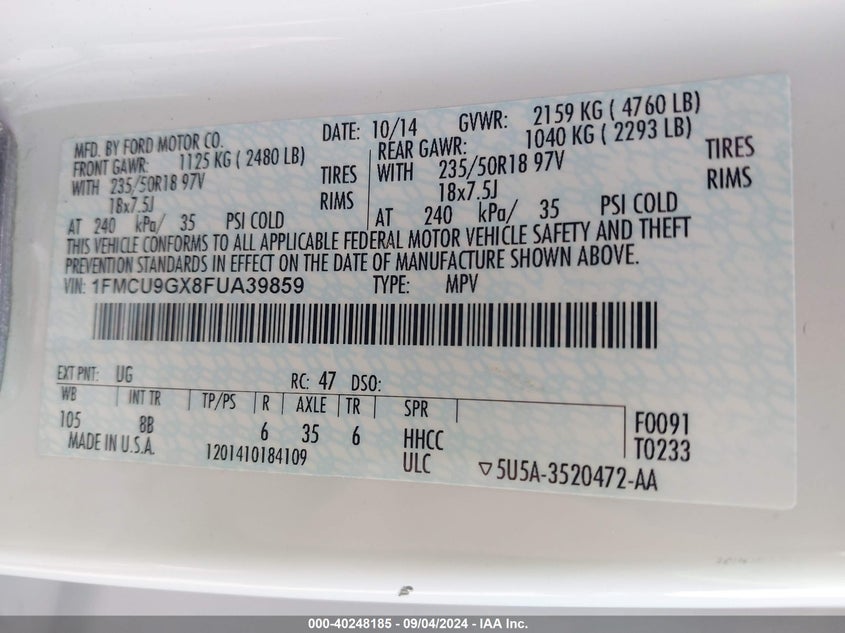 MFD. BY FORD MOTOR CO. DATE: 10/14 GVWR: 2159 KG ( 4760 LB)
FRONT GAWR: 1125 KG ( 2480 LB) REAR GAWR: 1040 KG ( 2293 LB)
WITH 235/50R18 97V TIRES WITH 235/50R18 97V TIRES
18x7.5J RIMS 18x7.5J RIMS
AT 240 kPa/ 35 PSI COLD AT 240 kPa/ 35 PSI COLD
THIS VEHICLE CONFORMS TO ALL APPLICABLE FEDERAL MOTOR VEHICLE SAFETY AND THEFT
PREVENTION STANDARDS IN EFFECT ON THE DATE OF MANUFACTURE SHOWN ABOVE.
VIN: 1FMCU9GX8FUA39859 TYPE: MPV
EXT PNT: UG RC: 47 DSO:
WB INT TR TP/PS R AXLE TR SPR
105 8B 6 35 6 HHCC F0091
MADE IN U.S.A. 1201410184109 ULC T0233
▽5U5A-3520472-AA
000-40248185 - 09/04/2024 - IAA Inc.